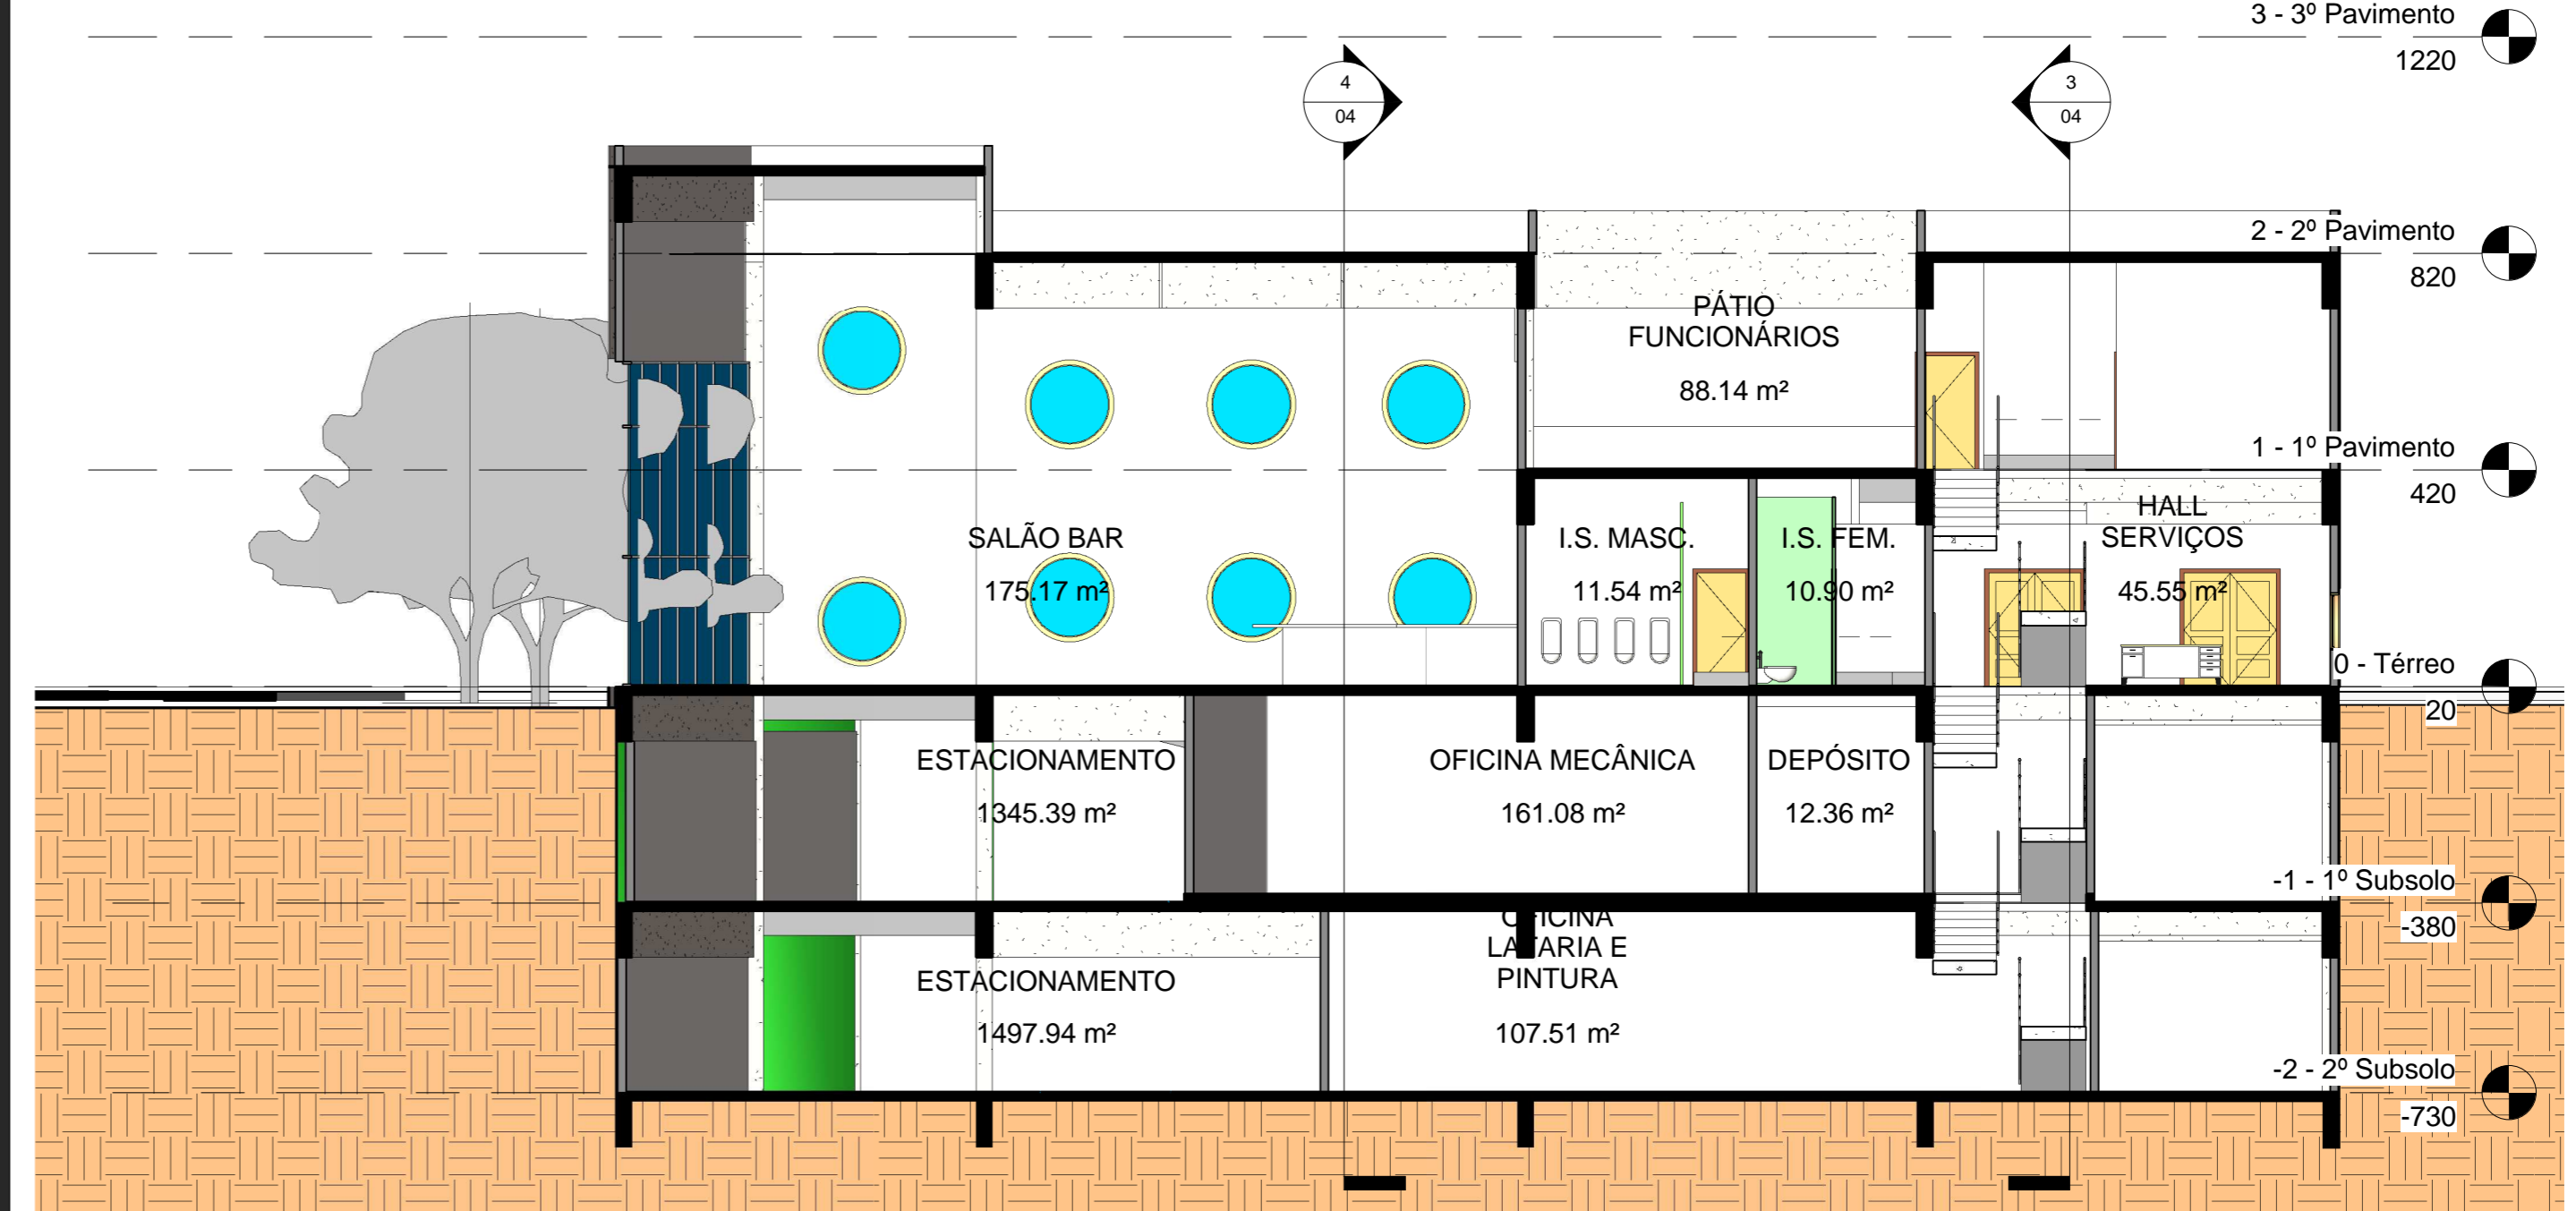 3 - 3º Pavimento
1220
4
04
3
04
2 - 2º Pavimento
820
PÁTIO
FUNCIONÁRIOS
88.14 m²
1 - 1º Pavimento
420
SALÃO BAR
175.17 m²
I.S. MASC.
11.54 m²
I.S. FEM.
10.90 m²
HALL
SERVIÇOS
45.55 m²
0 - Térreo
20
ESTACIONAMENTO
1345.39 m²
OFICINA MECÂNICA
161.08 m²
DEPÓSITO
12.36 m²
-1 - 1º Subsolo
-380
ESTACIONAMENTO
1497.94 m²
OFICINA
LATARIA E
PINTURA
107.51 m²
-2 - 2º Subsolo
-730